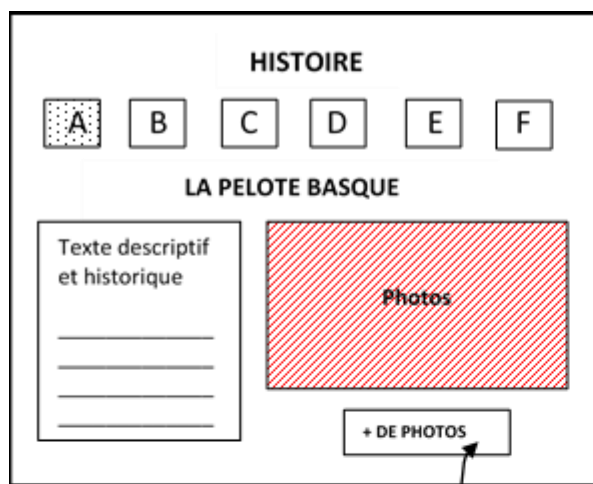 HISTOIRE
A B C D E F
LA PELOTE BASQUE
Texte descriptif
et historique
Photos
+ DE PHOTOS